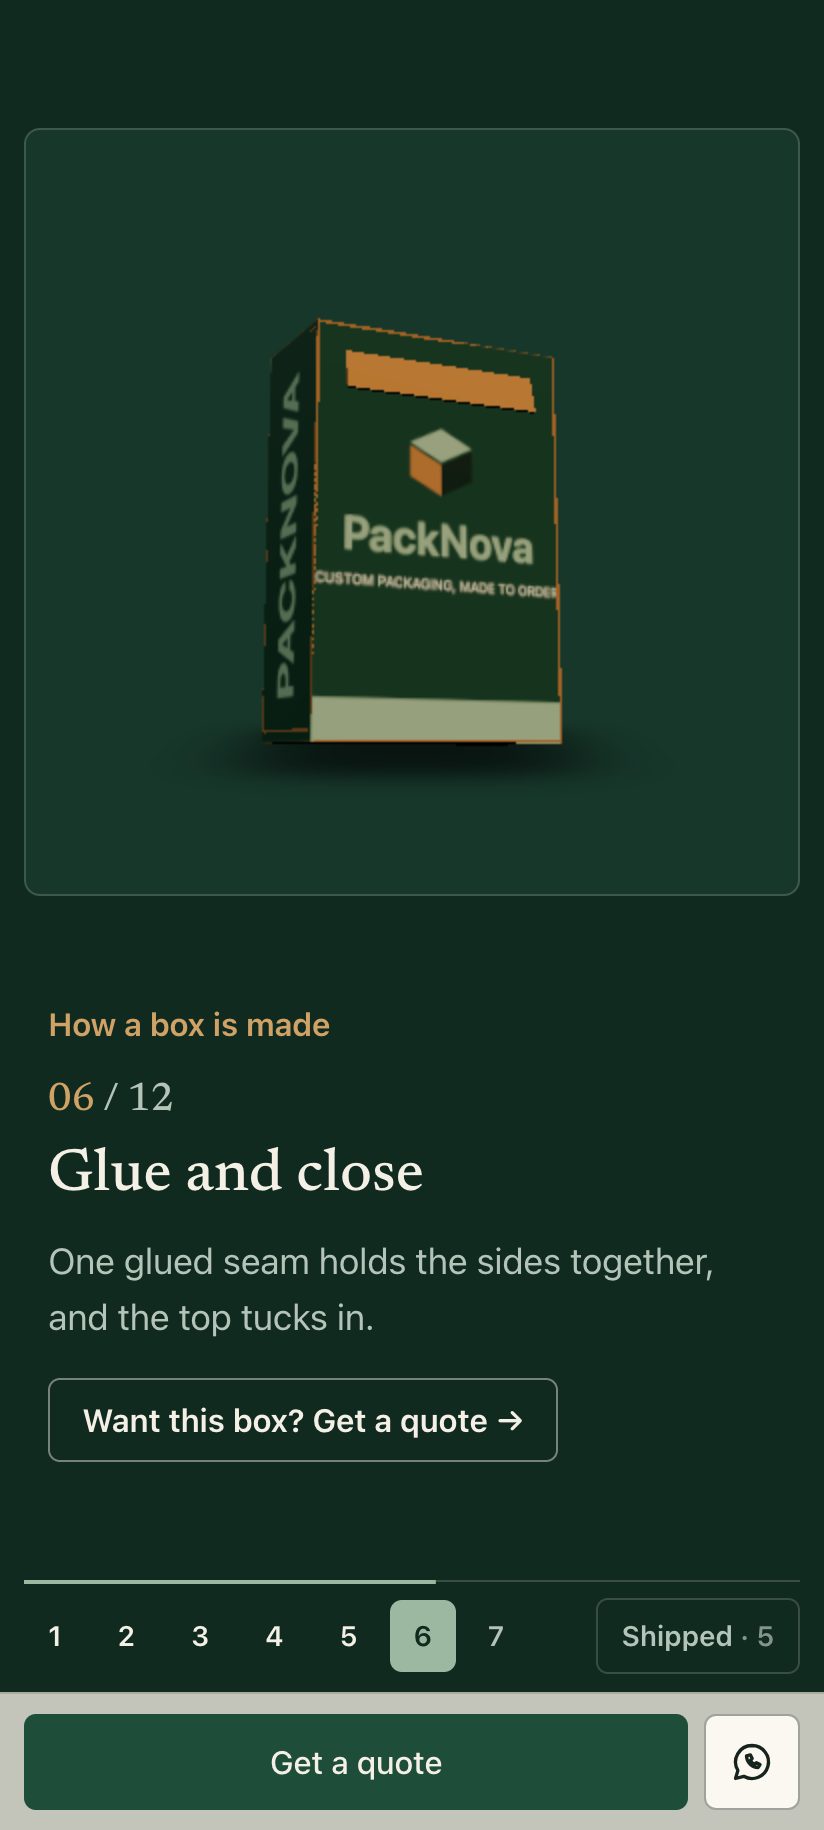 PACKNOVA
PackNova
CUSTOM PACKAGING, MADE TO ORDER
How a box is made
06 / 12
Glue and close
One glued seam holds the sides together,
and the top tucks in.
Want this box? Get a quote →
1 2 3 4 5 6 7 Shipped · 5
Get a quote